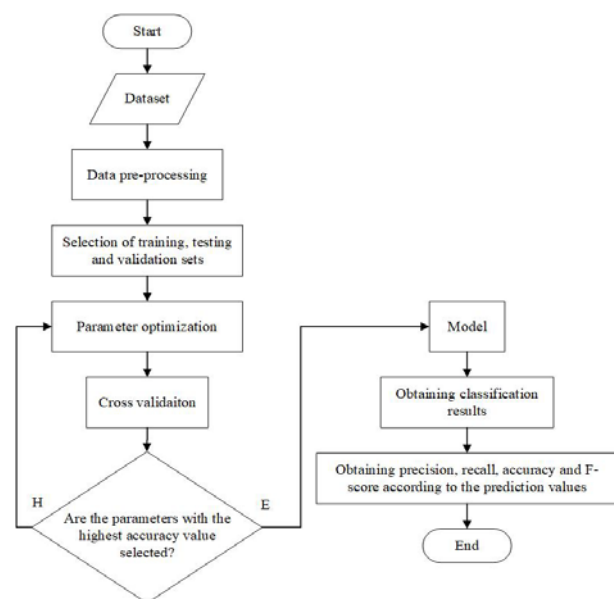 Start
Dataset
Data pre-processing
Selection of training, testing
and validation sets
Parameter optimization
Cross validaiton
H
E
Are the parameters with the
highest accuracy value
selected?
Model
Obtaining classification
results
Obtaining precision, recall, accuracy and F-
score according to the prediction values
End